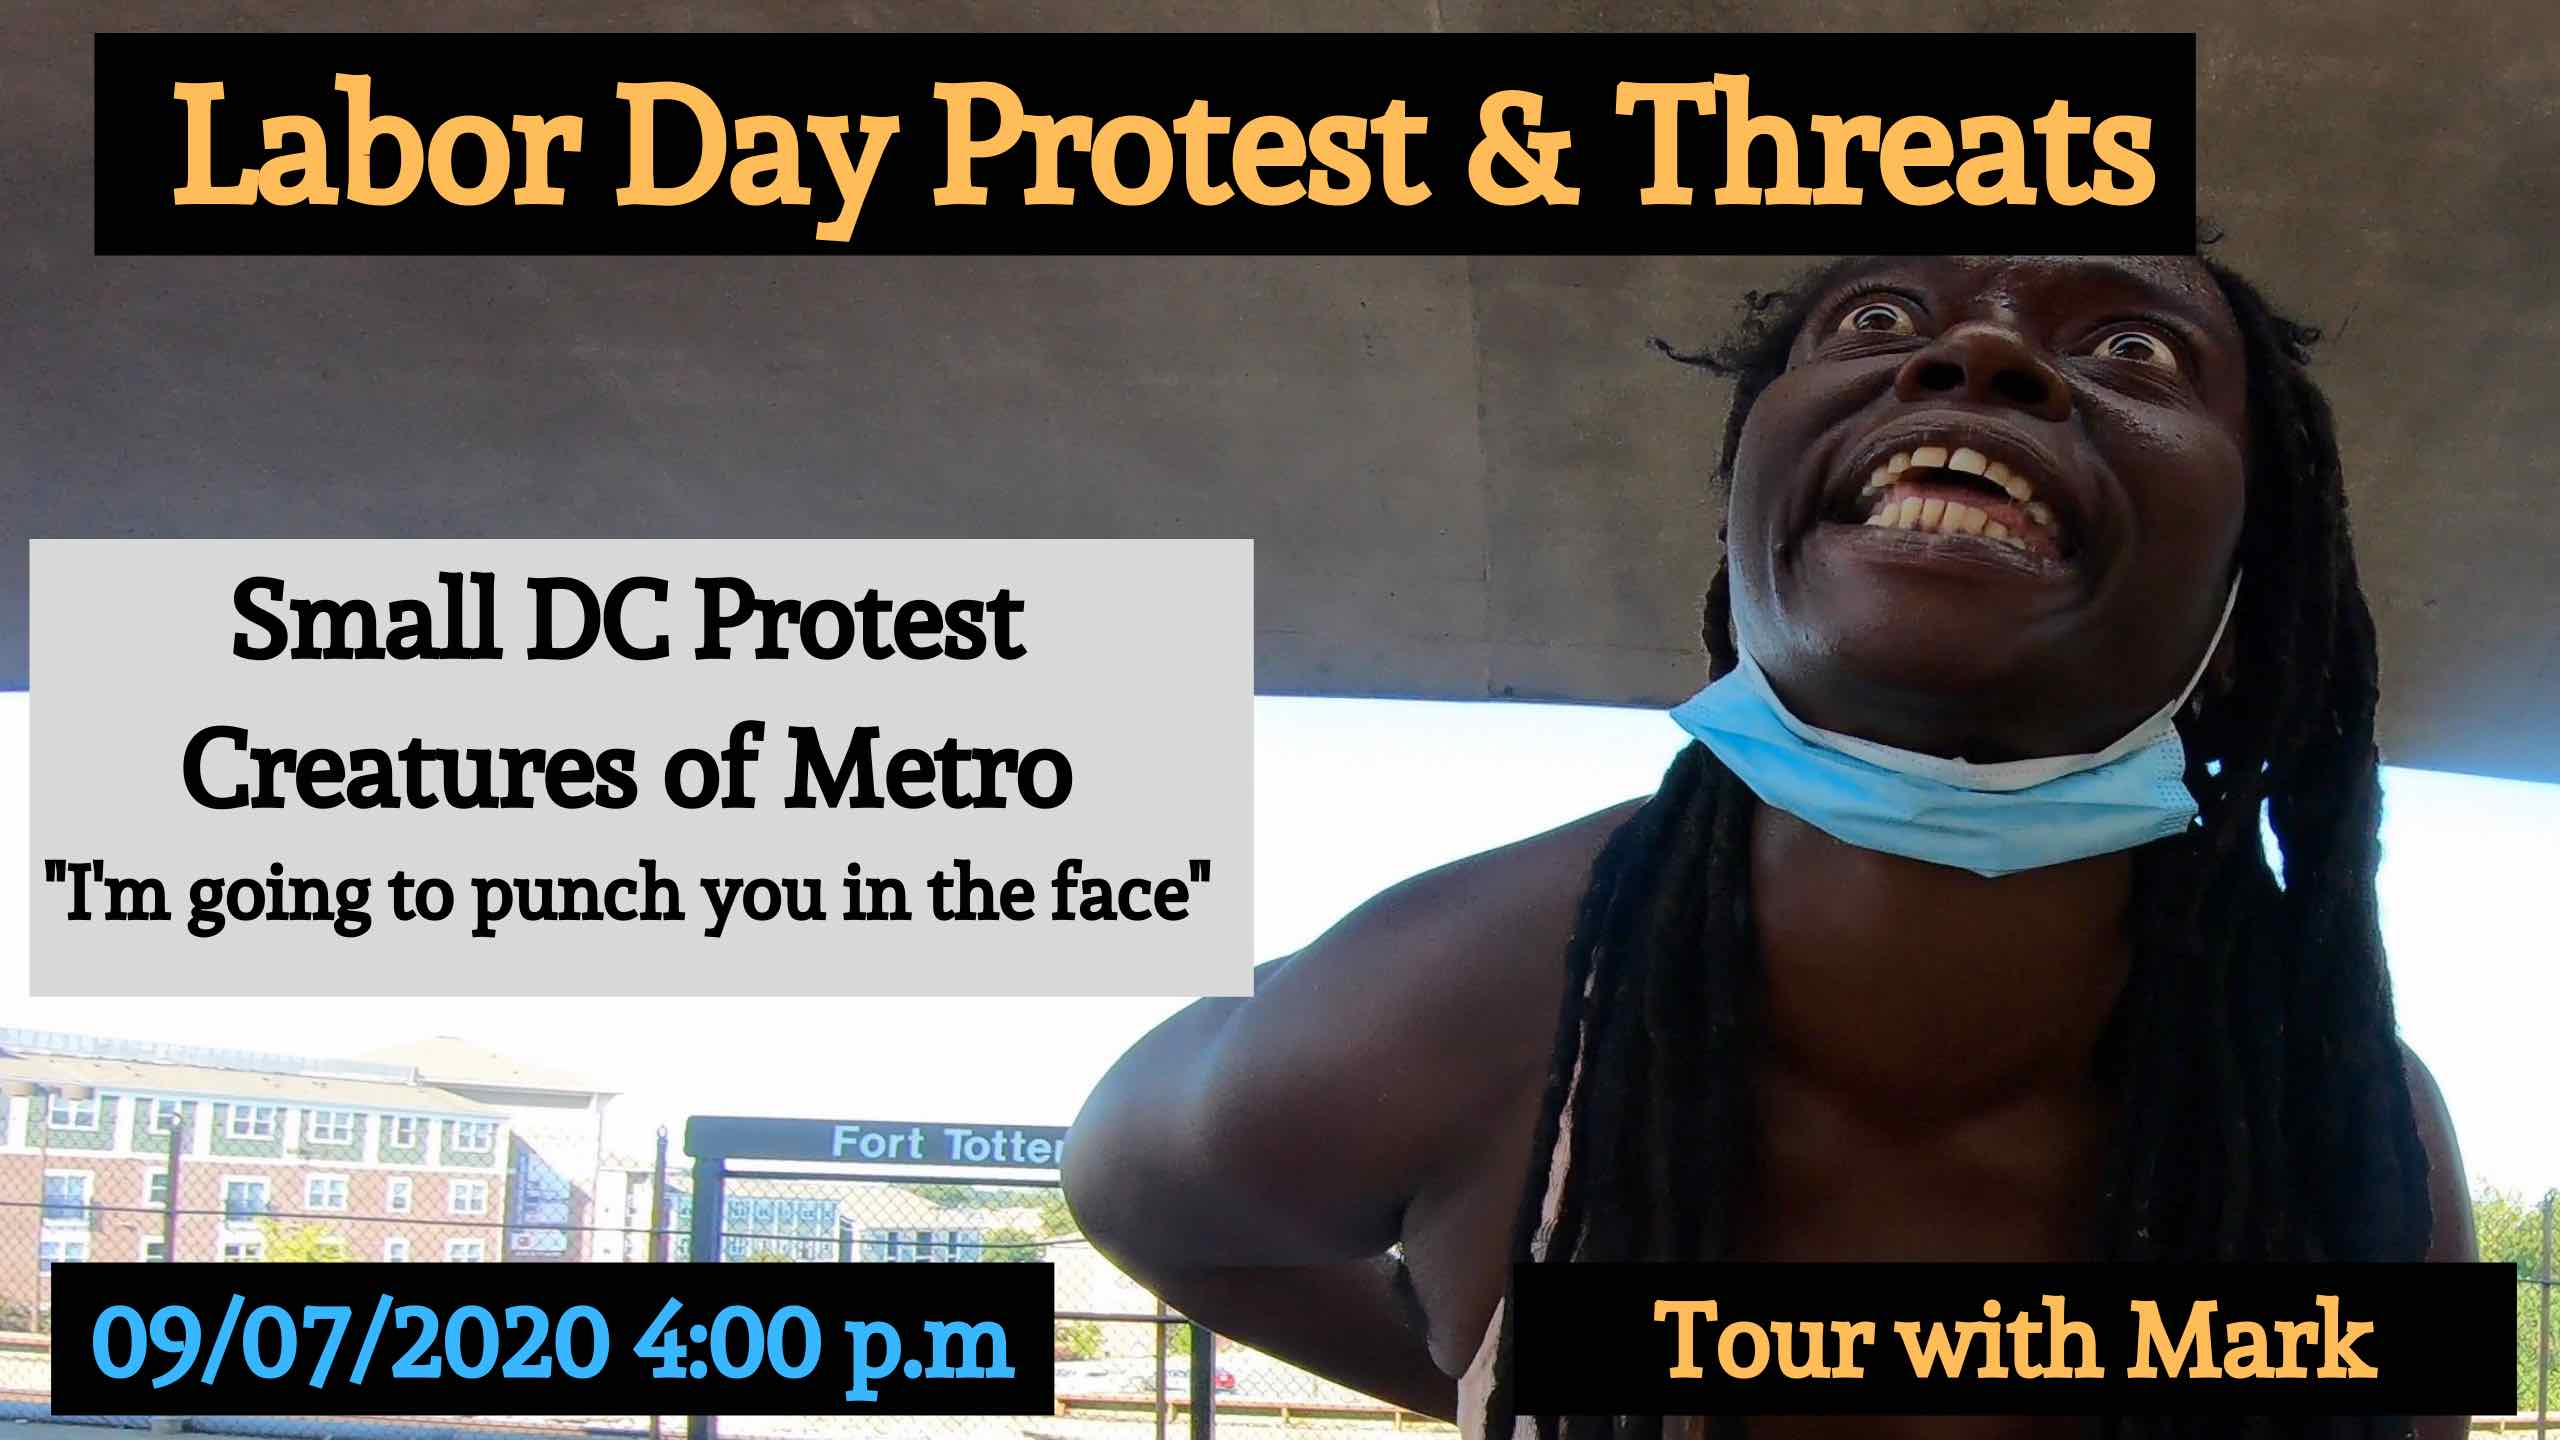 Labor Day Protest & Threats
Small DC Protest
Creatures of Metro
"I'm going to punch you in the face"
Fort Totten
09/07/2020 4:00 p.m
Tour with Mark